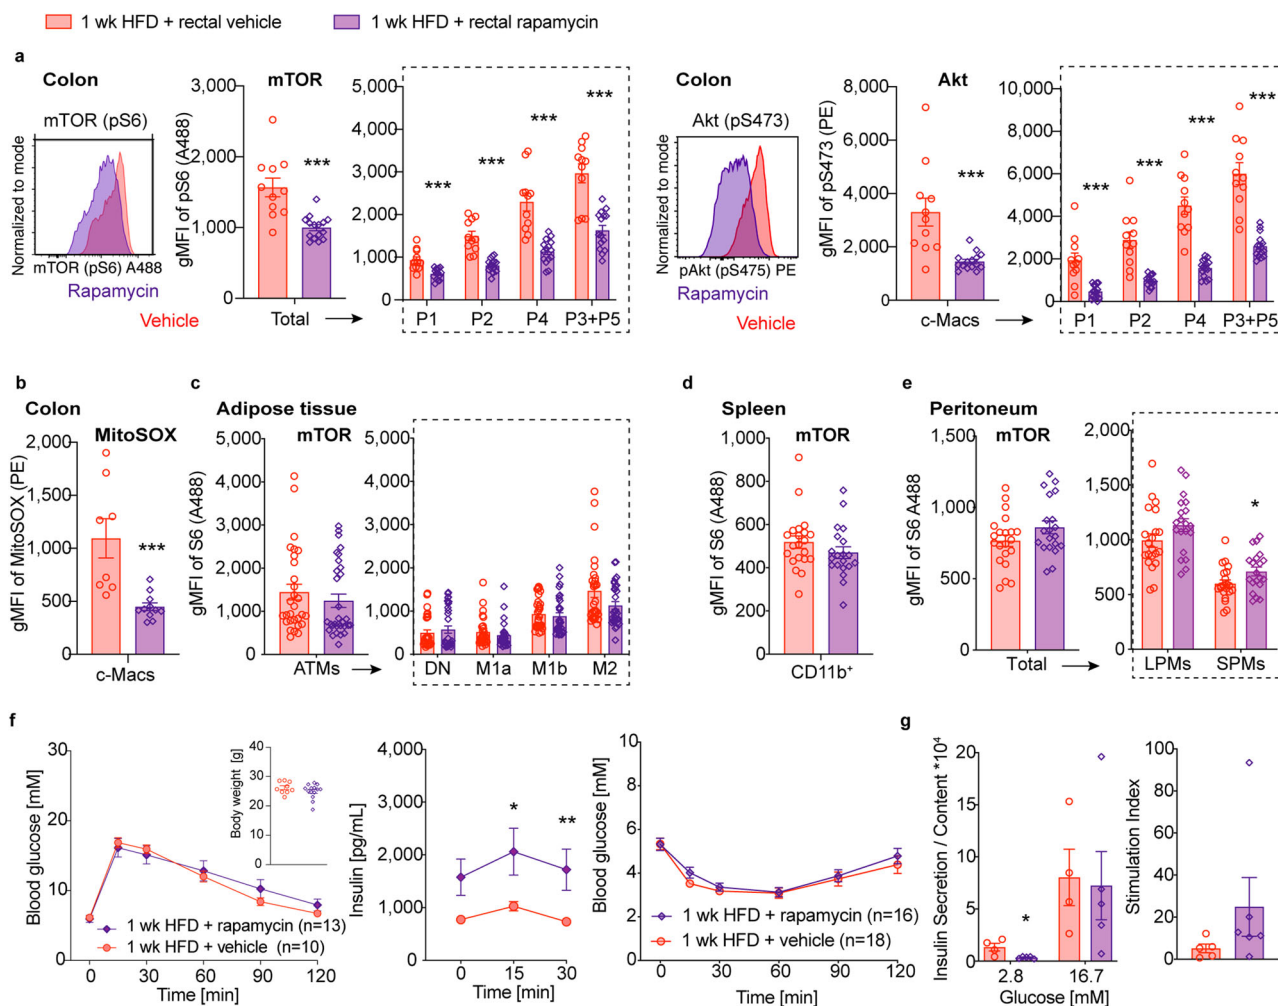 1 wk HFD + rectal vehicle
1 wk HFD + rectal rapamycin
a
Colon
mTOR (pS6)
Normalized to mode
mTOR (pS6) A488
Rapamycin
Vehicle
mTOR
gMFI of pS6 (A488)
3,000
2,000
1,000
0
***
Total
5,000
4,000
3,000
2,000
1,000
0
***
***
***
***
P1
P2
P4
P3+P5
Colon
Akt (pS473)
Normalized to mode
pAkt (pS475) PE
Rapamycin
Vehicle
Akt
gMFI of pS473 (PE)
8,000
6,000
4,000
2,000
0
***
c-Macs
10,000
8,000
6,000
4,000
2,000
0
***
***
***
***
P1
P2
P4
P3+P5
b
Colon
MitoSOX
gMFI of MitoSOX (PE)
2,000
1,500
1,000
500
0
***
c-Macs
c
Adipose tissue
mTOR
gMFI of S6 (A488)
5,000
4,000
3,000
2,000
1,000
0
ATMs
5,000
4,000
3,000
2,000
1,000
0
DN
M1a
M1b
M2
d
Spleen
mTOR
gMFI of S6 (A488)
1,000
800
600
400
200
0
CD11b⁺
e
Peritoneum
mTOR
gMFI of S6 A488
1,500
1,000
500
0
Total
2,000
1,500
1,000
500
0
*
LPMs
SPMs
f
Blood glucose [mM]
30
20
10
0
Body weight [g]
40
30
20
10
0
1 wk HFD + rapamycin (n=13)
1 wk HFD + vehicle (n=10)
0
30
60
90
120
Time [min]
Insulin [pg/mL]
4,000
3,000
2,000
1,000
0
*
**
0
15
30
Time [min]
Blood glucose [mM]
10
8
6
4
2
0
1 wk HFD + rapamycin (n=16)
1 wk HFD + vehicle (n=18)
0
30
60
90
120
Time [min]
g
Insulin Secretion / Content *10⁴
20
15
10
5
0
*
2.8
16.7
Glucose [mM]
Stimulation Index
100
80
60
40
20
0